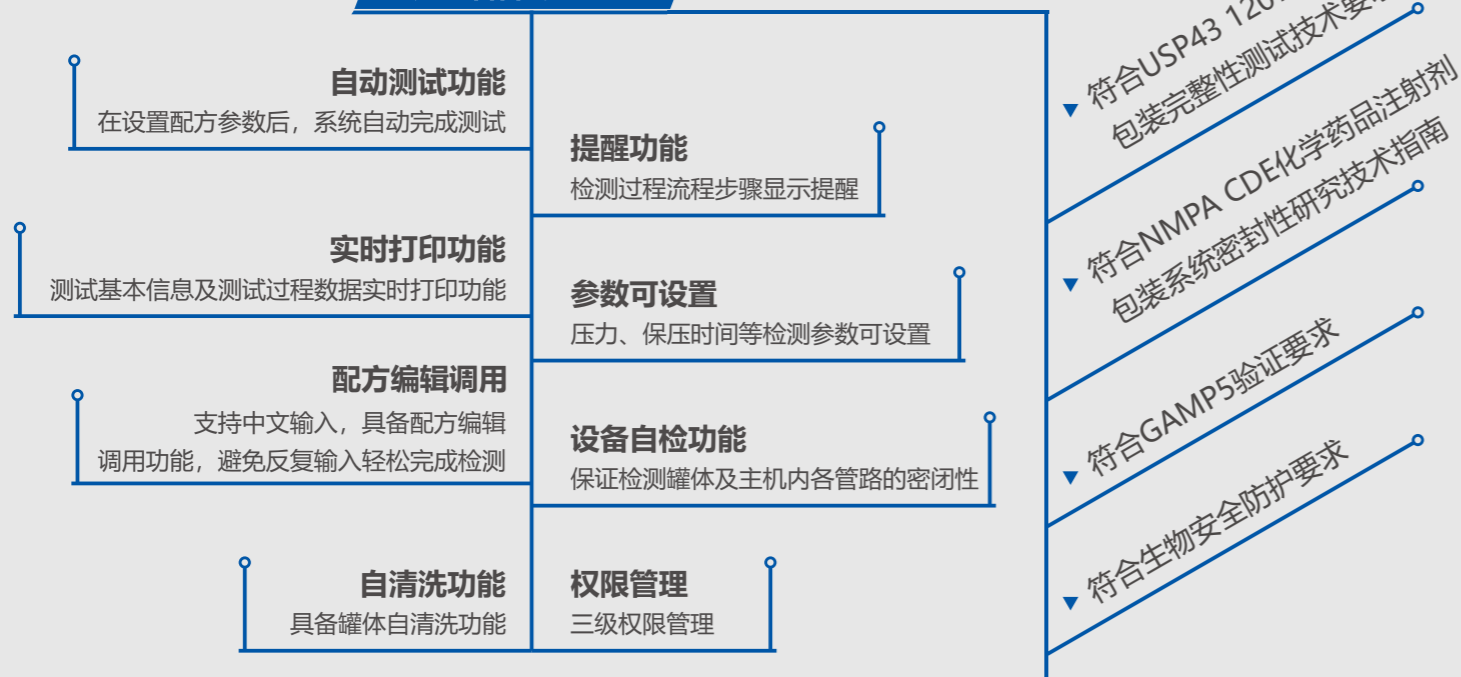 自动测试功能
在设置配方参数后，系统自动完成测试
提醒功能
检测过程流程步骤显示提醒
实时打印功能
测试基本信息及测试过程数据实时打印功能
参数可设置
压力、保压时间等检测参数可设置
配方编辑调用
支持中文输入，具备配方编辑
调用功能，避免反复输入轻松完成检测
设备自检功能
保证检测罐体及主机内各管路的密闭性
自清洗功能
具备罐体自清洗功能
权限管理
三级权限管理
符合USP43
包装完整性测试技术要
符合NMPA CDE化学药品注射剂
包装系统密封性研究技术指南
符合GAMP5验证要求
符合生物安全防护要求